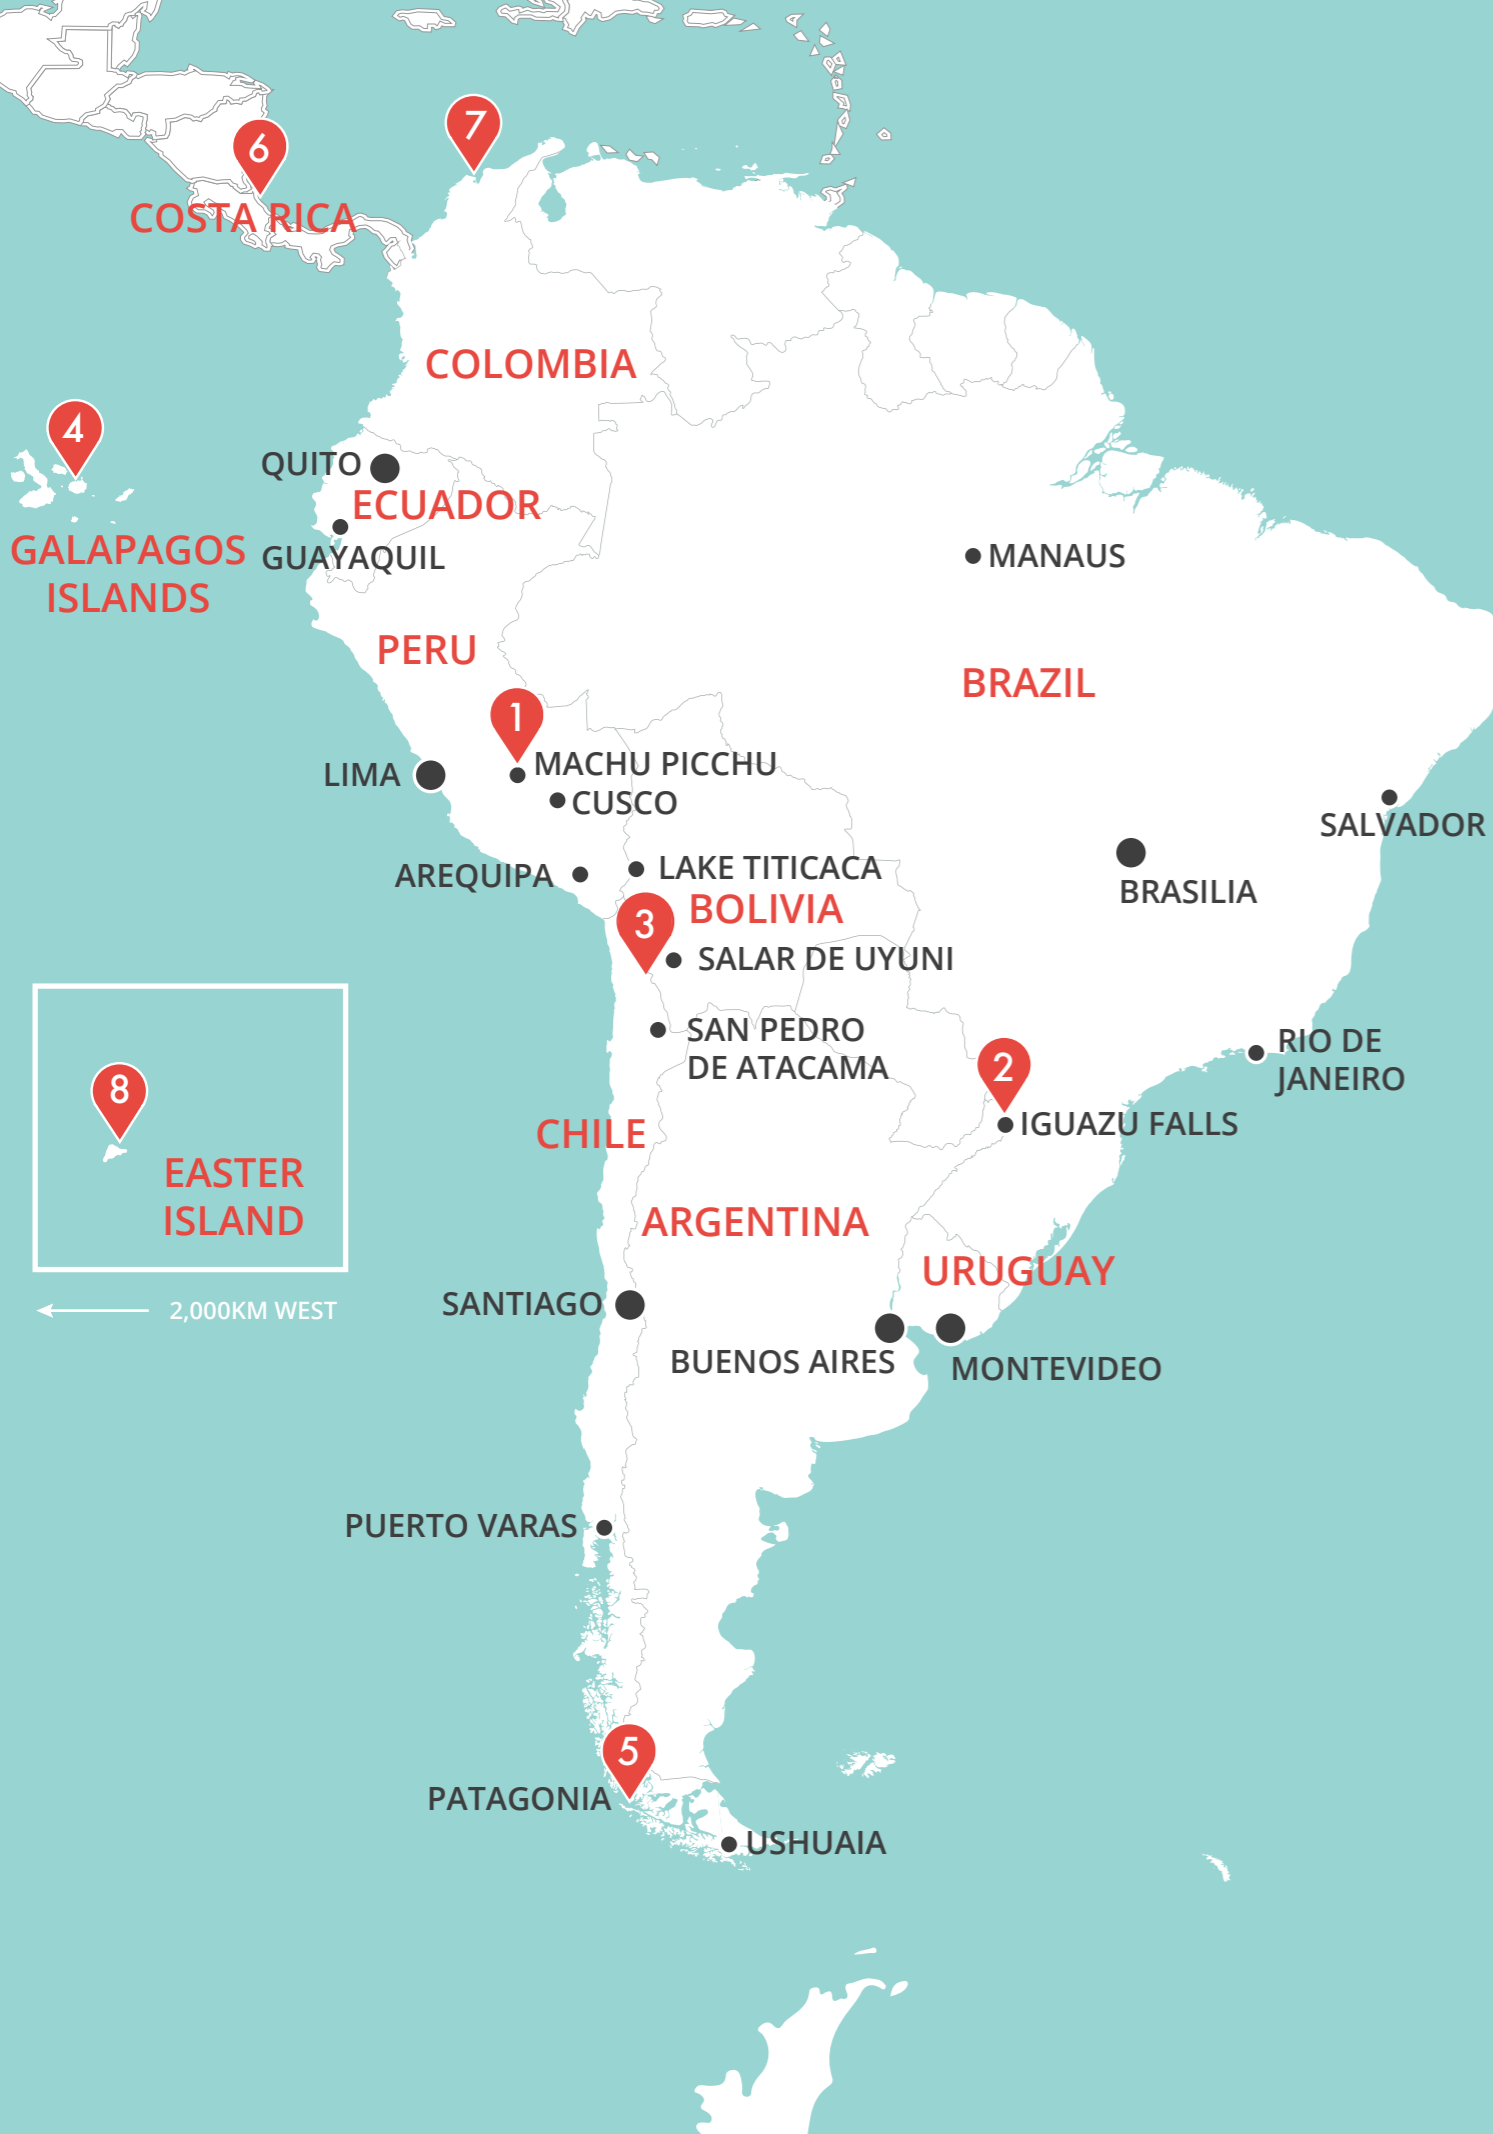 7
6
COSTA RICA
COLOMBIA
4
QUITO
ECUADOR
GALAPAGOS
ISLANDS
GUAYAQUIL
MANAUS
PERU
BRAZIL
1
MACHU PICCHU
LIMA
CUSCO
SALVADOR
AREQUIPA
LAKE TITICACA
BRASILIA
BOLIVIA
3
SALAR DE UYUNI
SAN PEDRO
DE ATACAMA
RIO DE
JANEIRO
2
8
IGUAZU FALLS
CHILE
EASTER
ISLAND
ARGENTINA
URUGUAY
2,000KM WEST
SANTIAGO
BUENOS AIRES
MONTEVIDEO
PUERTO VARAS
5
PATAGONIA
USHUAIA